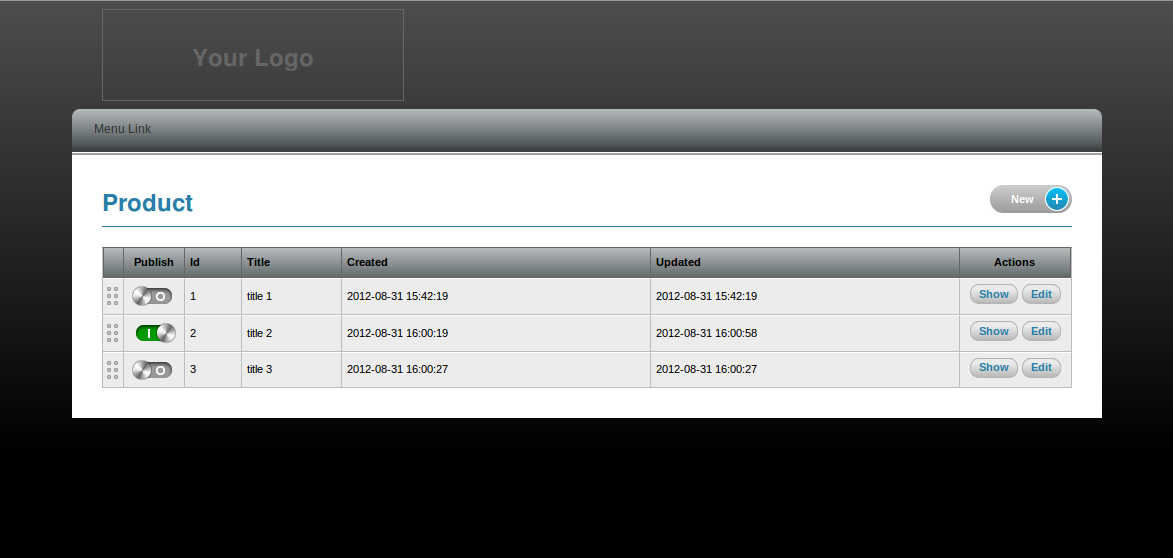 Your Logo
Menu Link
Product
New
Publish Id Title Created Updated Actions
1 title 1 2012-08-31 15:42:19 2012-08-31 15:42:19 Show Edit
2 title 2 2012-08-31 16:00:19 2012-08-31 16:00:58 Show Edit
3 title 3 2012-08-31 16:00:27 2012-08-31 16:00:27 Show Edit